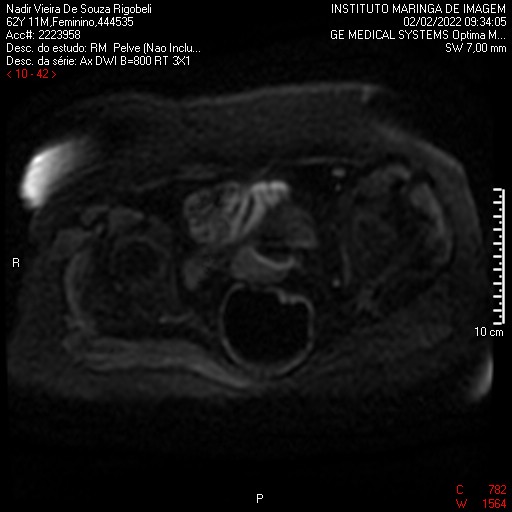 Nadir Vieira De Souza Rigobeli
62Y 11M,Feminino,444535
Acc#: 2223958
Desc. do estudo: RM  Pelve (Nao Inclu...
Desc. da série: Ax DWI B=800 RT 3X1
< 10 - 42 >
INSTITUTO MARINGA DE IMAGEM
02/02/2022 09:34:05
GE MEDICAL SYSTEMS Optima M...
SW 7,00 mm
R
10 cm
P
C 782
W 1564